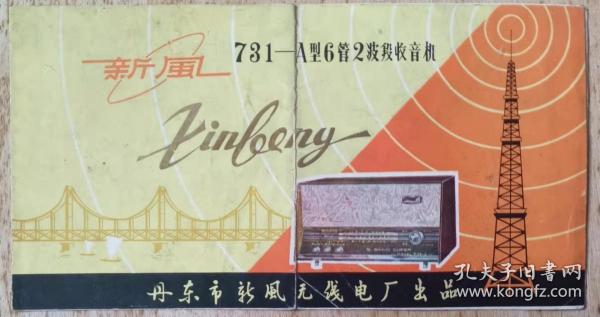 新風
731—A型6管2波段收音机
Xinfeng
丹东市新風无线电厂出品
孔夫子旧书网
www.kongfz.com